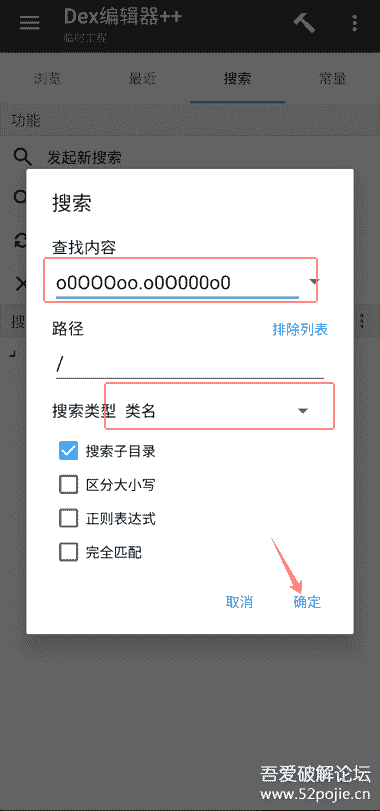 Dex编辑器++
临时工程
浏览 最近 搜索 常量
功能
发起新搜索
搜索
查找内容
o0OOOoo.o0O000o0
路径 排除列表
/
搜索类型 类名
搜索子目录
区分大小写
正则表达式
完全匹配
取消 确定
搜
吾爱破解论坛
www.52pojie.cn